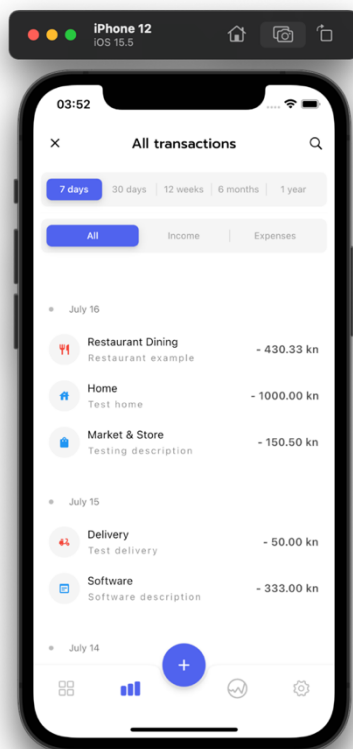 iPhone 12
iOS 15.5
03:52
All transactions
7 days 30 days 12 weeks 6 months 1 year
All Income Expenses
July 16
Restaurant Dining
- 430.33 kn
Restaurant example
Home
- 1000.00 kn
Test home
Market & Store
- 150.50 kn
Testing description
July 15
Delivery
- 50.00 kn
Test delivery
Software
- 333.00 kn
Software description
July 14
+